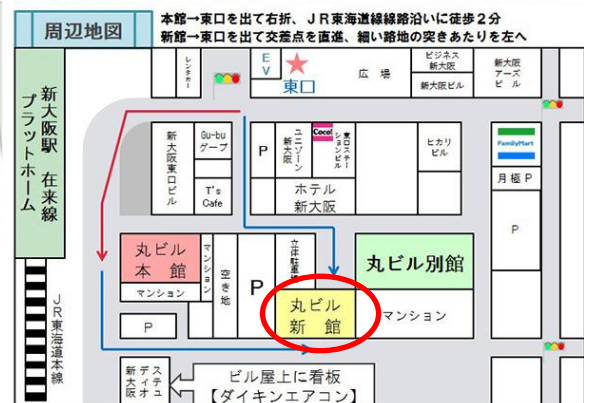 周辺地図
本館→東口を出て右折、ＪＲ東海道線線路沿いに徒歩２分
新館→東口を出て交差点を直進、細い路地の突きあたりを左へ
新大阪駅 在来線
プラットホーム
レンタカー
EV
東口
広 場
ビジネス
新大阪
新大阪ビル
新大阪
アーズ
ビル
新大阪東口ビル
Gu-bu
グープ
T's
Cafe
P
ユニゾーン
新大阪
Coco!
東口ステー
ションビル
ホテル
新大阪
ヒカリ
ビル
FamilyMart
月極P
P
丸ビル
本 館
マンション
マンション
空き地
P
立体駐車場
丸ビル別館
丸ビル
新 館
マンション
P
ＪＲ東海道本線
新大阪
ステオ
ディテュ
ビル屋上に看板
【ダイキンエアコン】